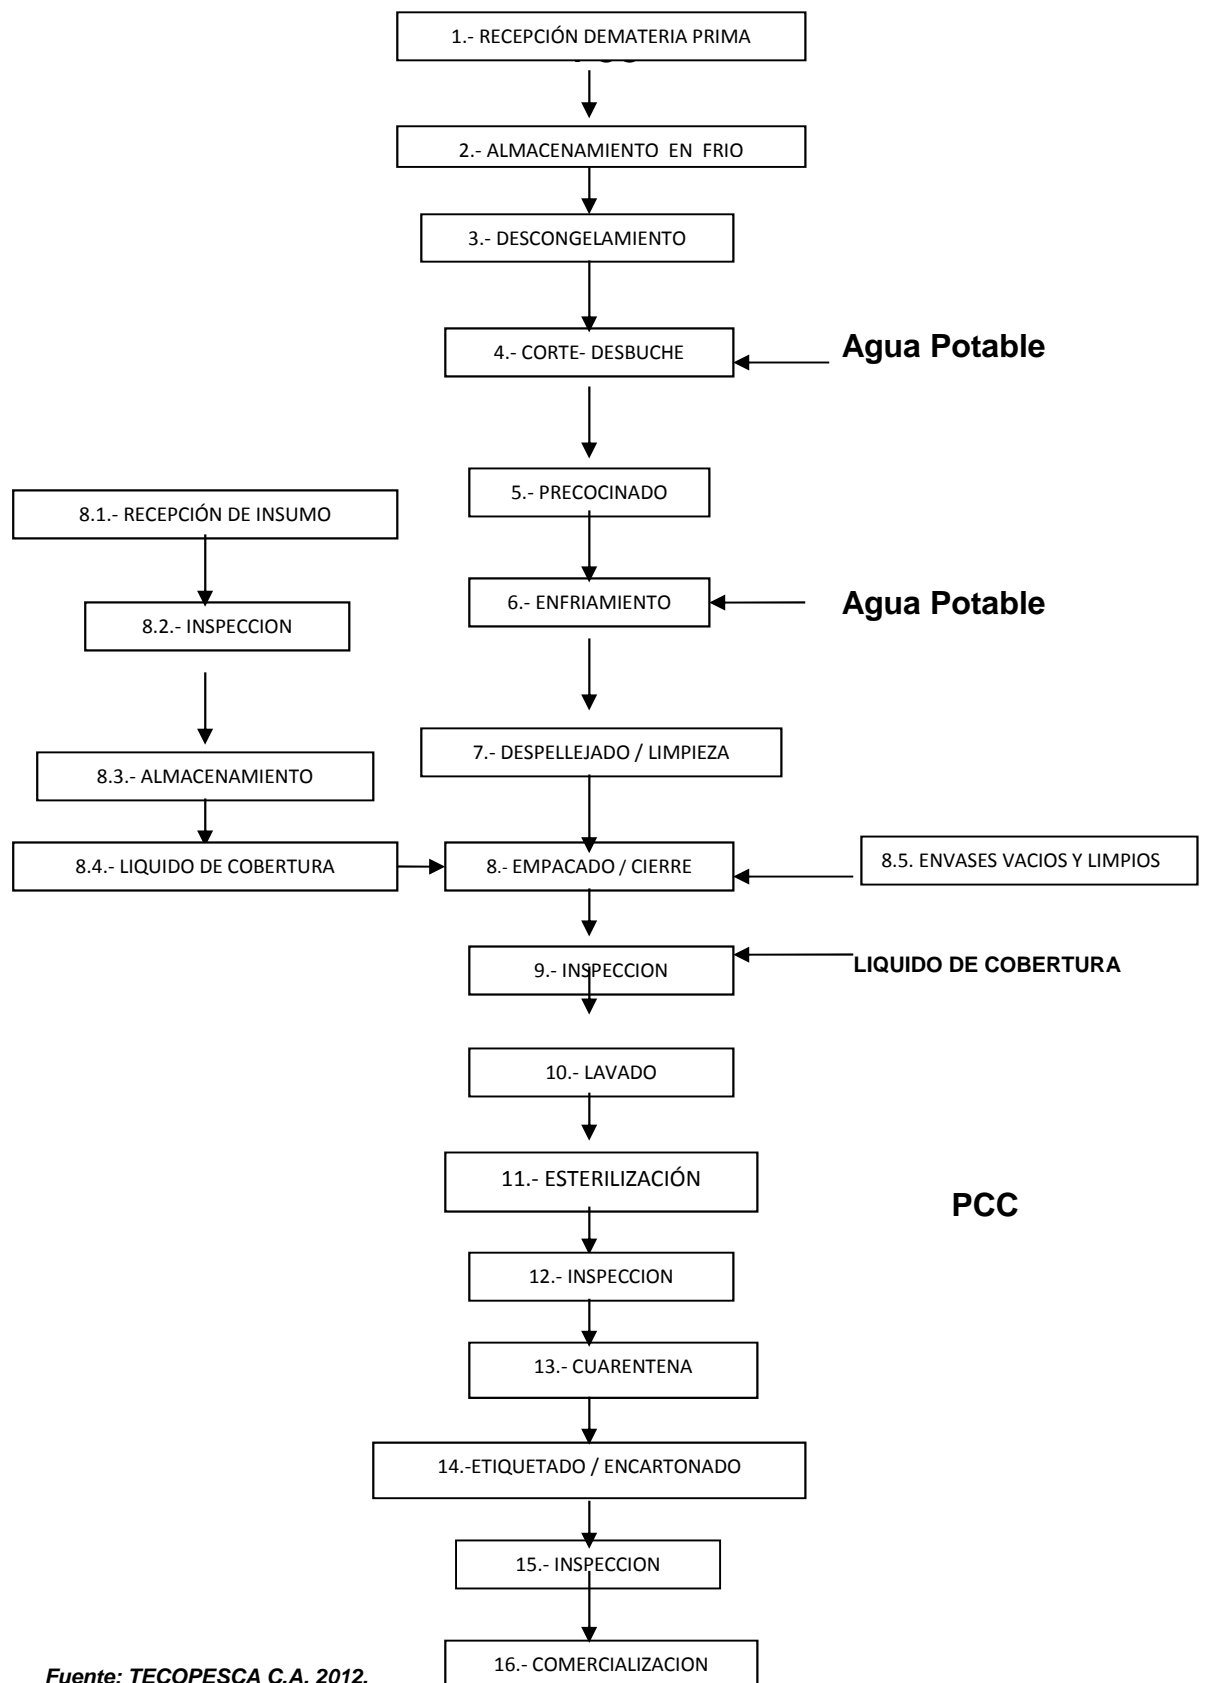 1.- RECEPCIÓN DEMATERIA PRIMA
2.- ALMACENAMIENTO EN FRIO
3.- DESCONGELAMIENTO
4.- CORTE- DESBUCHE
Agua Potable
5.- PRECOCINADO
8.1.- RECEPCIÓN DE INSUMO
6.- ENFRIAMIENTO
Agua Potable
8.2.- INSPECCION
7.- DESPELLEJADO / LIMPIEZA
8.3.- ALMACENAMIENTO
8.4.- LIQUIDO DE COBERTURA
8.- EMPACADO / CIERRE
8.5. ENVASES VACIOS Y LIMPIOS
9.- INSPECCION
LIQUIDO DE COBERTURA
10.- LAVADO
11.- ESTERILIZACIÓN
PCC
12.- INSPECCION
13.- CUARENTENA
14.-ETIQUETADO / ENCARTONADO
15.- INSPECCION
16.- COMERCIALIZACION
Fuente: TECOPESCA C.A. 2012.